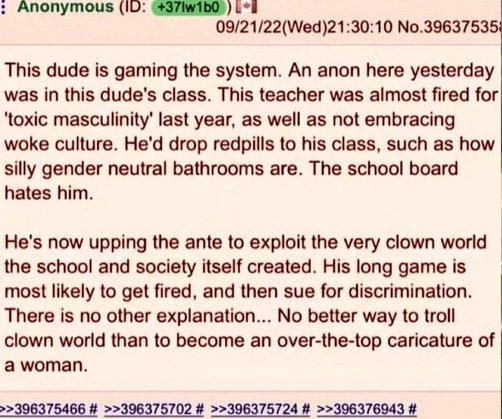 Anonymous (ID: +37Iw1b0 )
09/21/22(Wed)21:30:10 No.39637535
This dude is gaming the system. An anon here yesterday
was in this dude's class. This teacher was almost fired for
'toxic masculinity' last year, as well as not embracing
woke culture. He'd drop redpills to his class, such as how
silly gender neutral bathrooms are. The school board
hates him.
He's now upping the ante to exploit the very clown world
the school and society itself created. His long game is
most likely to get fired, and then sue for discrimination.
There is no other explanation... No better way to troll
clown world than to become an over-the-top caricature of
a woman.
>>396375466 # >>396375702 # >>396375724 # >>396376943 #